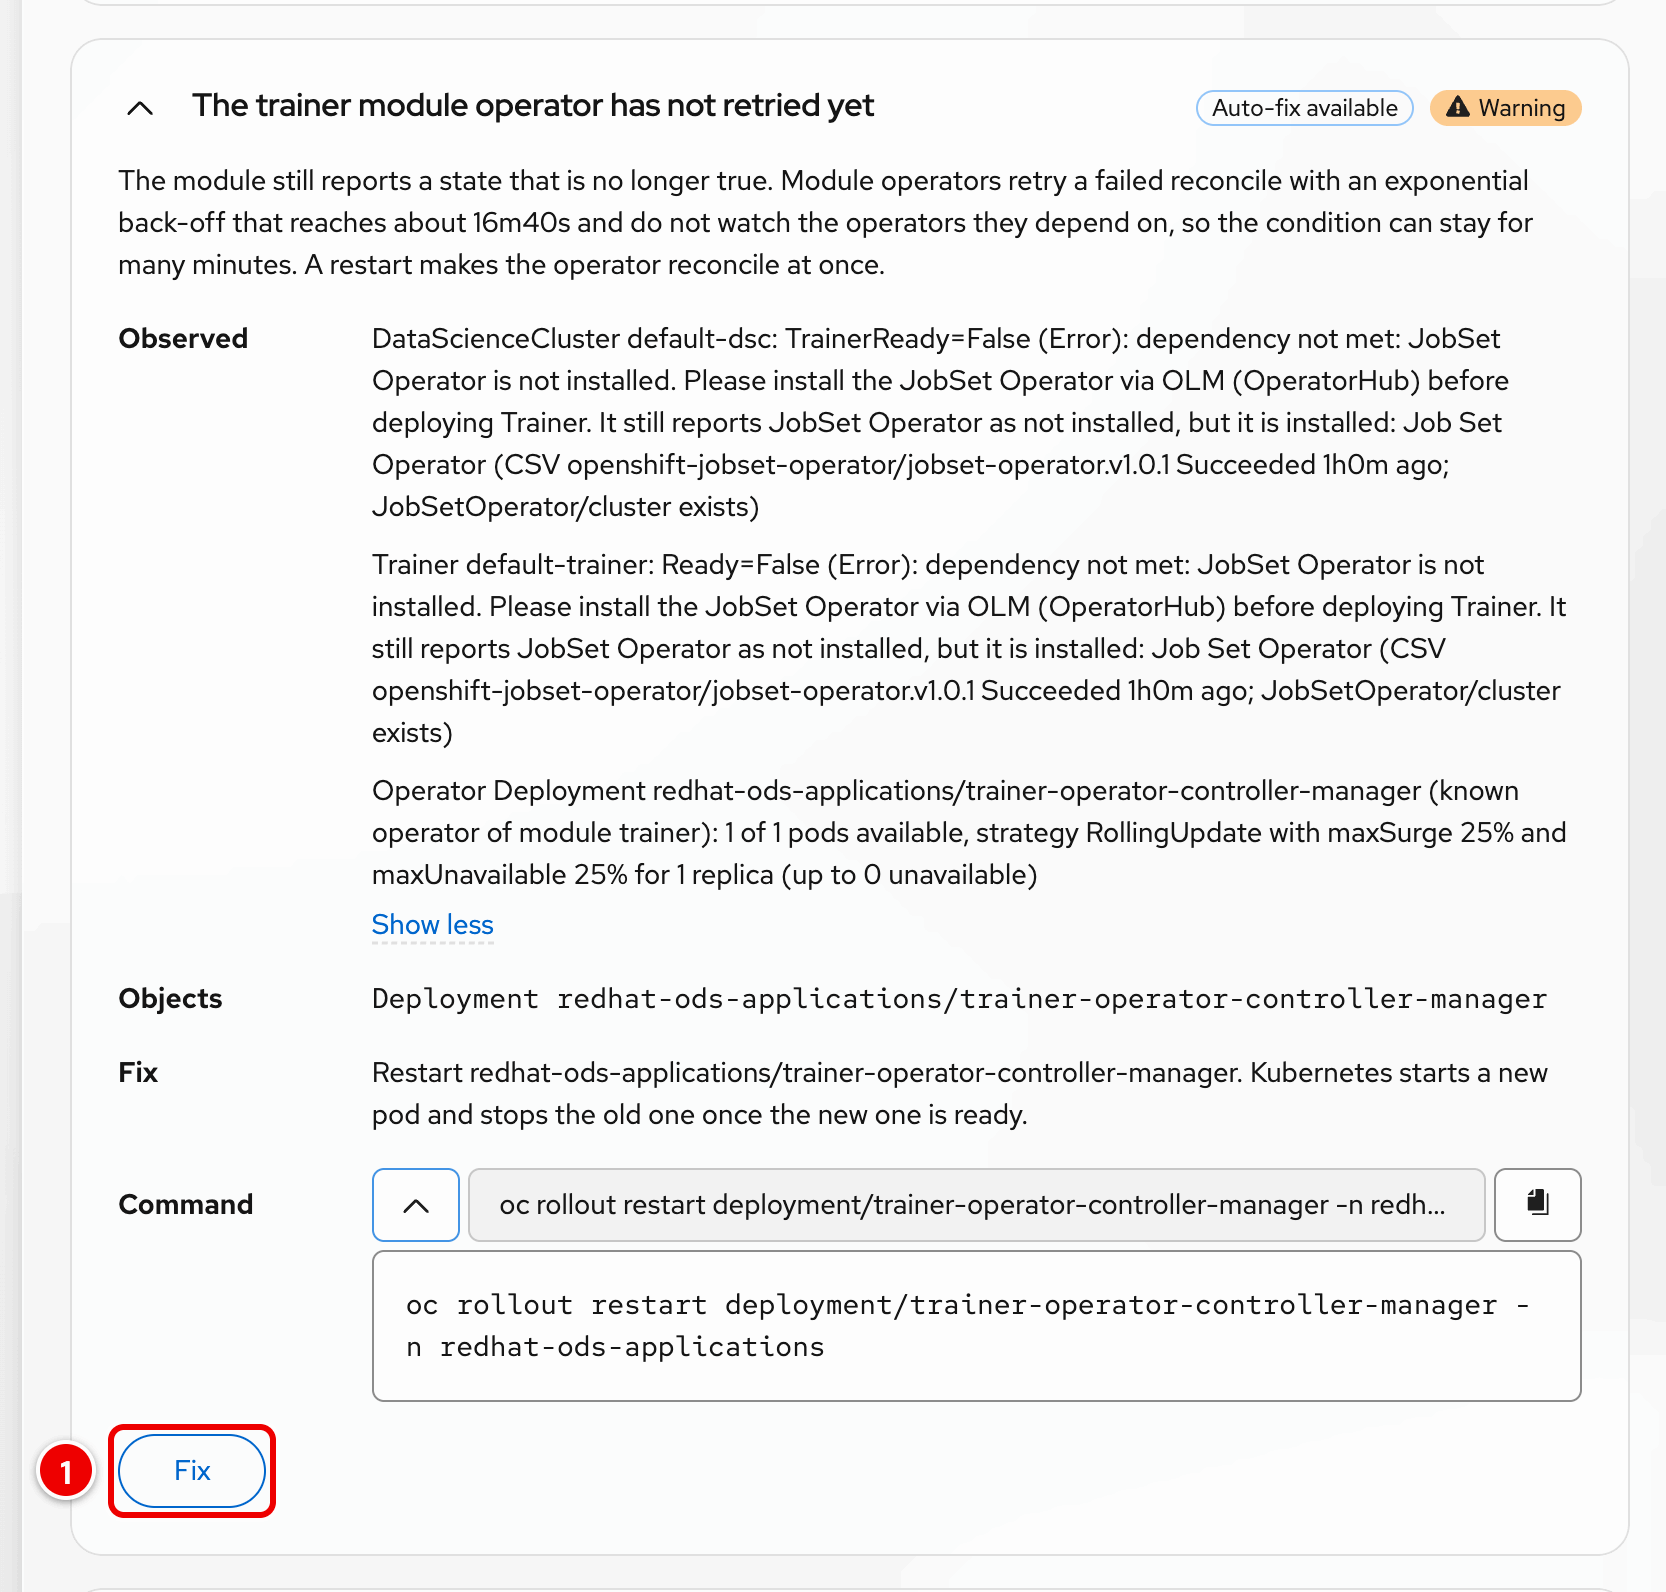 The trainer module operator has not retried yet
Auto-fix available
Warning
The module still reports a state that is no longer true. Module operators retry a failed reconcile with an exponential
back-off that reaches about 16m40s and do not watch the operators they depend on, so the condition can stay for
many minutes. A restart makes the operator reconcile at once.
Observed
DataScienceCluster default-dsc: TrainerReady=False (Error): dependency not met: JobSet
Operator is not installed. Please install the JobSet Operator via OLM (OperatorHub) before
deploying Trainer. It still reports JobSet Operator as not installed, but it is installed: Job Set
Operator (CSV openshift-jobset-operator/jobset-operator.v1.0.1 Succeeded 1h0m ago;
JobSetOperator/cluster exists)
Trainer default-trainer: Ready=False (Error): dependency not met: JobSet Operator is not
installed. Please install the JobSet Operator via OLM (OperatorHub) before deploying Trainer. It
still reports JobSet Operator as not installed, but it is installed: Job Set Operator (CSV
openshift-jobset-operator/jobset-operator.v1.0.1 Succeeded 1h0m ago; JobSetOperator/cluster
exists)
Operator Deployment redhat-ods-applications/trainer-operator-controller-manager (known
operator of module trainer): 1 of 1 pods available, strategy RollingUpdate with maxSurge 25% and
maxUnavailable 25% for 1 replica (up to 0 unavailable)
Show less
Objects
Deployment redhat-ods-applications/trainer-operator-controller-manager
Fix
Restart redhat-ods-applications/trainer-operator-controller-manager. Kubernetes starts a new
pod and stops the old one once the new one is ready.
Command
oc rollout restart deployment/trainer-operator-controller-manager -n redh...
oc rollout restart deployment/trainer-operator-controller-manager -
n redhat-ods-applications
1
Fix